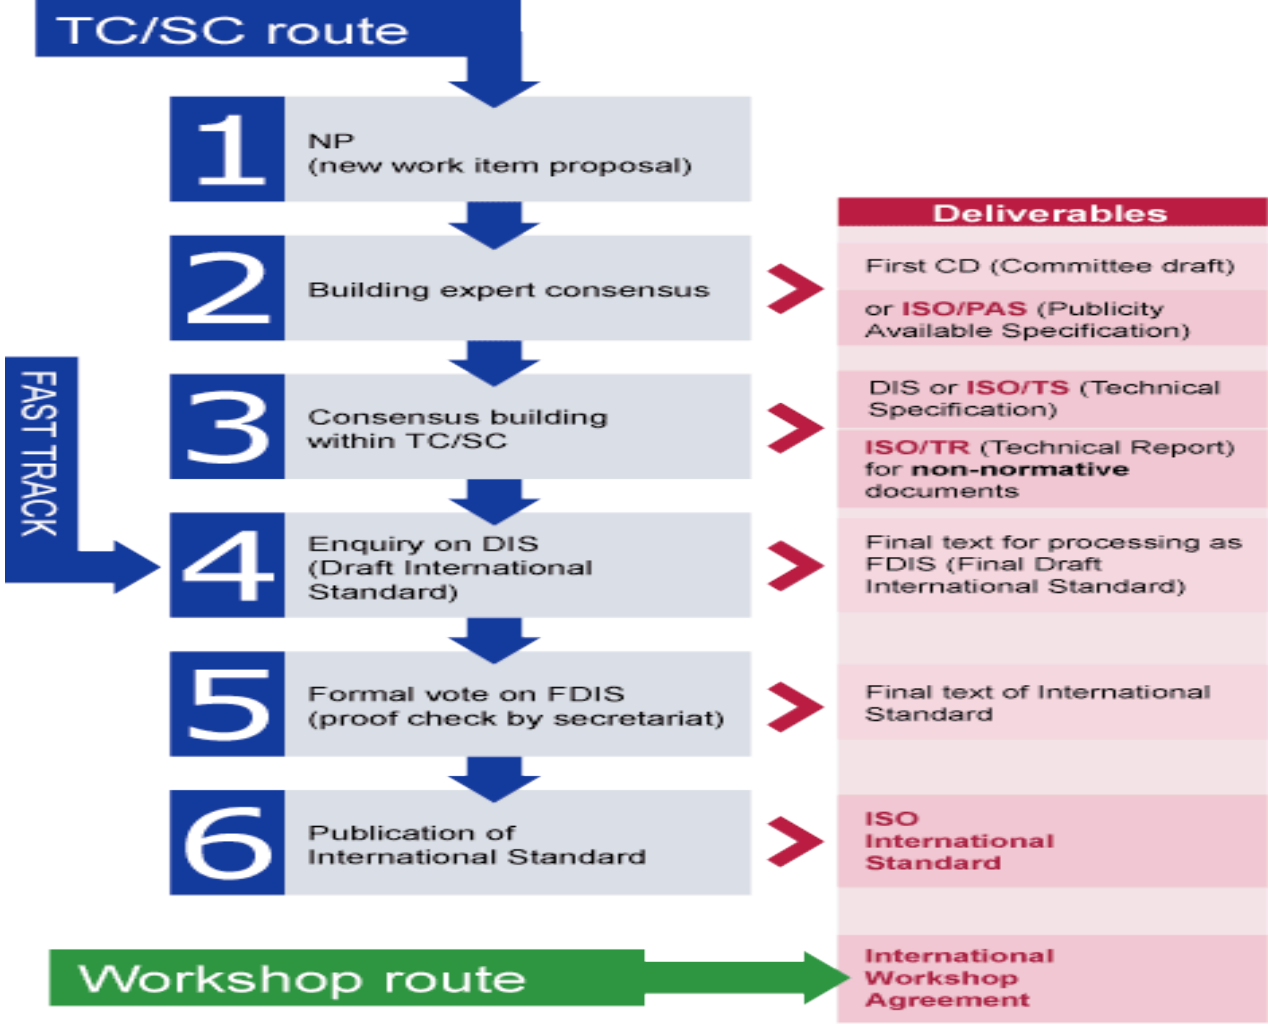 TC/SC route
1
NP
(new work item proposal)
Deliverables
2
Building expert consensus
First CD (Committee draft)
or ISO/PAS (Publicity
Available Specification)
FAST TRACK
3
Consensus building
within TC/SC
DIS or ISO/TS (Technical
Specification)
ISO/TR (Technical Report)
for non-normative
documents
4
Enquiry on DIS
(Draft International
Standard)
Final text for processing as
FDIS (Final Draft
International Standard)
5
Formal vote on FDIS
(proof check by secretariat)
Final text of International
Standard
6
Publication of
International Standard
ISO
International
Standard
Workshop route
International
Workshop
Agreement